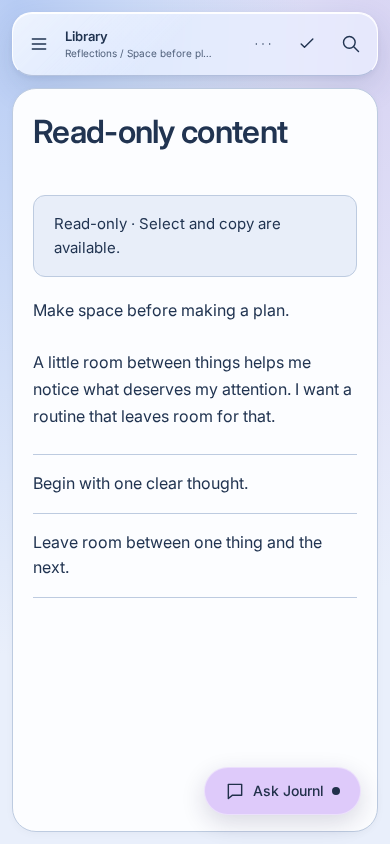 Library
Reflections / Space before pl...
Read-only content
Read-only · Select and copy are
available.
Make space before making a plan.
A little room between things helps me
notice what deserves my attention. I want a
routine that leaves room for that.
Begin with one clear thought.
Leave room between one thing and the
next.
Ask Journl